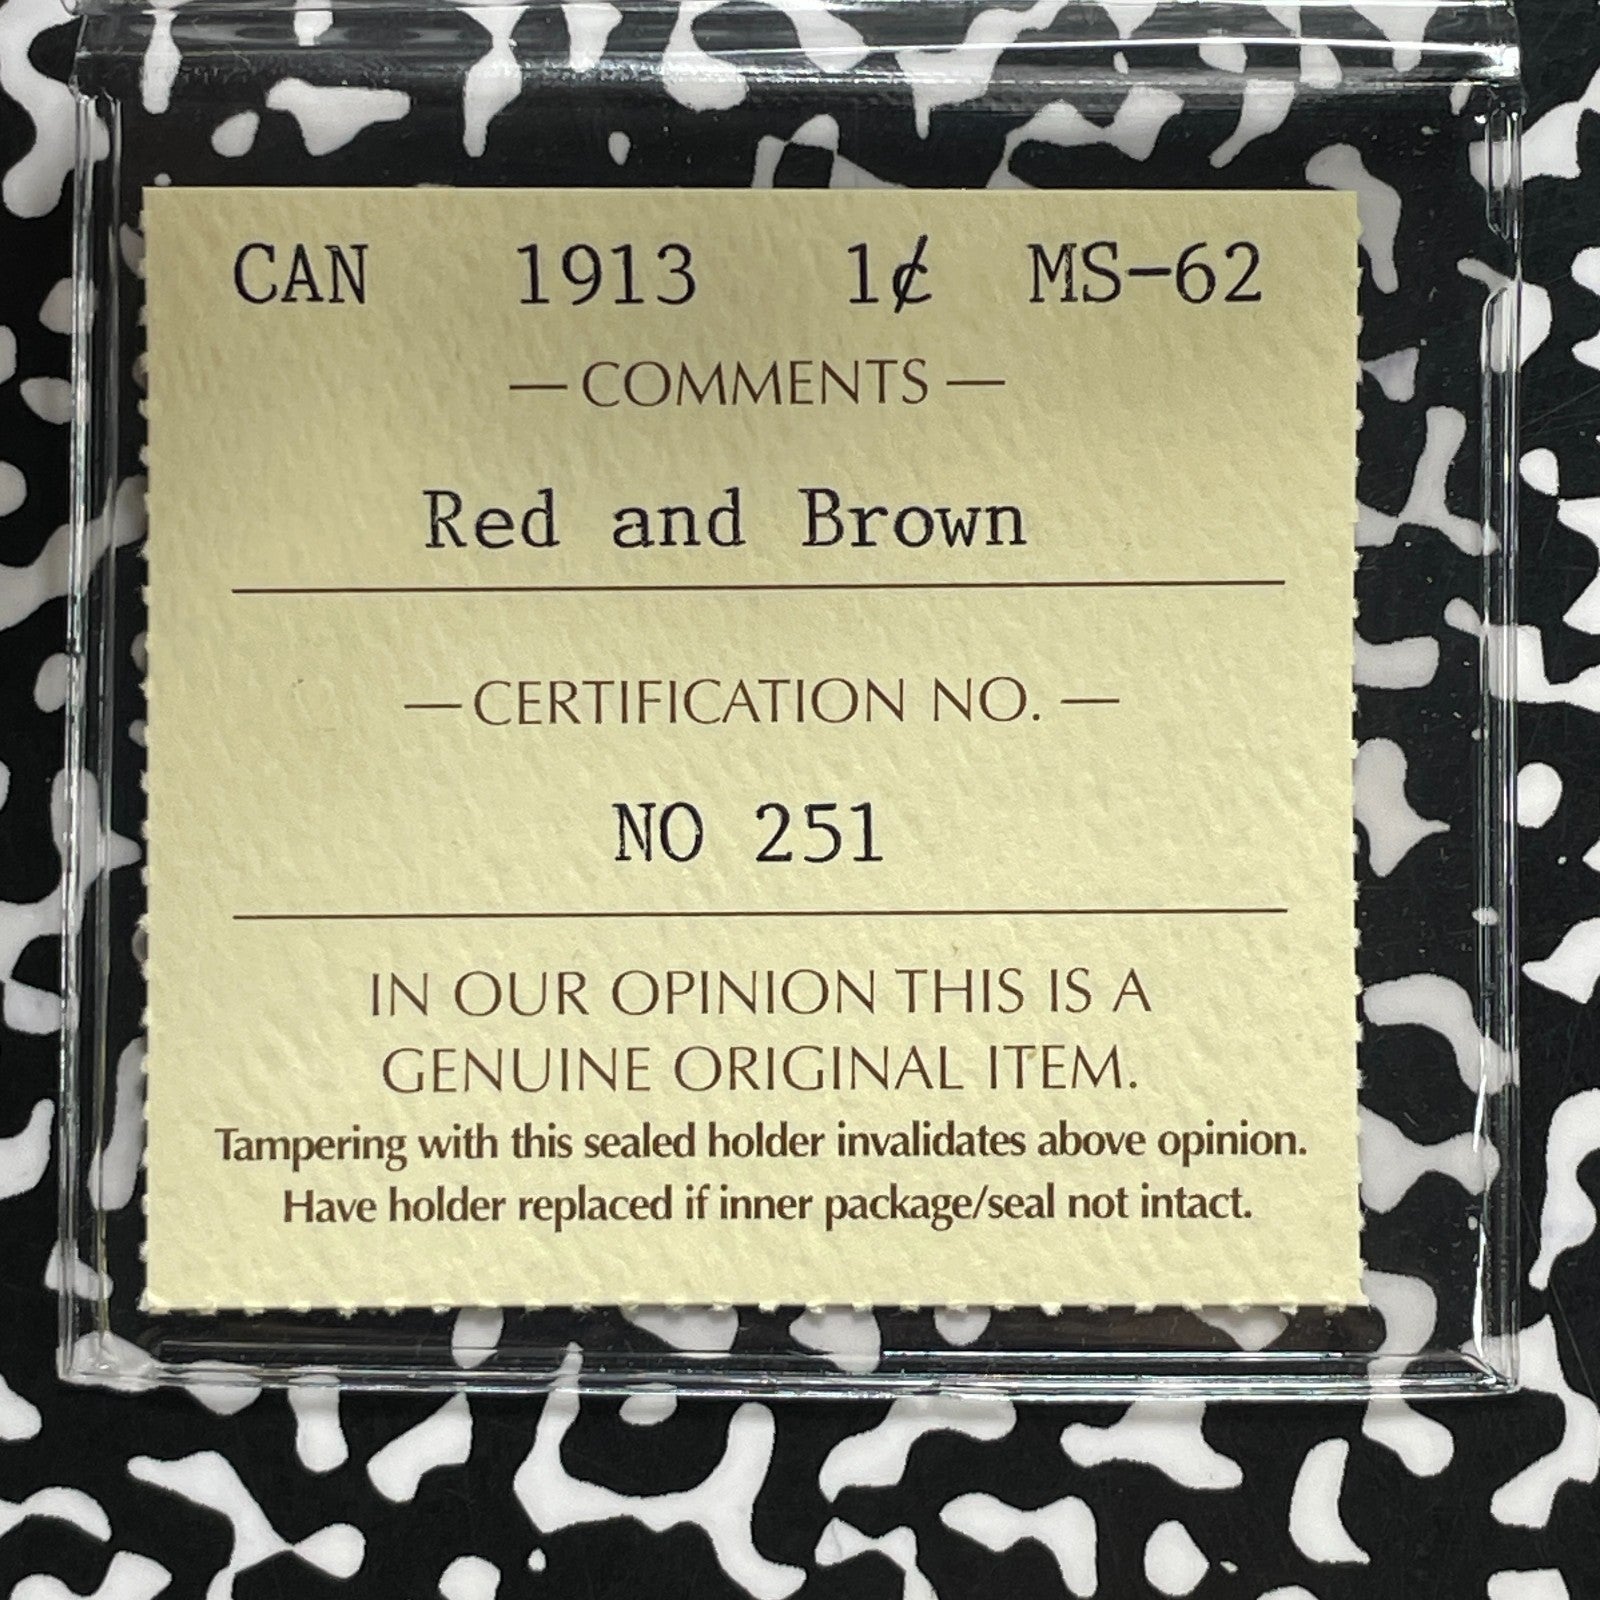 CAN 1913 1¢ MS-62
— COMMENTS —
Red and Brown
— CERTIFICATION NO. —
NO 251
IN OUR OPINION THIS IS A
GENUINE ORIGINAL ITEM.
Tampering with this sealed holder invalidates above opinion.
Have holder replaced if inner package/seal not intact.